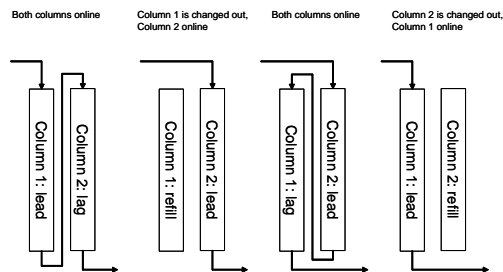 Both columns online
Column 1 is changed out,
Column 2 online
Both columns online
Column 2 is changed out,
Column 1 online
Column 1: lead
Column 2: lag
Column 1: refill
Column 2: lead
Column 1: lag
Column 2: lead
Column 1: lead
Column 2: refill